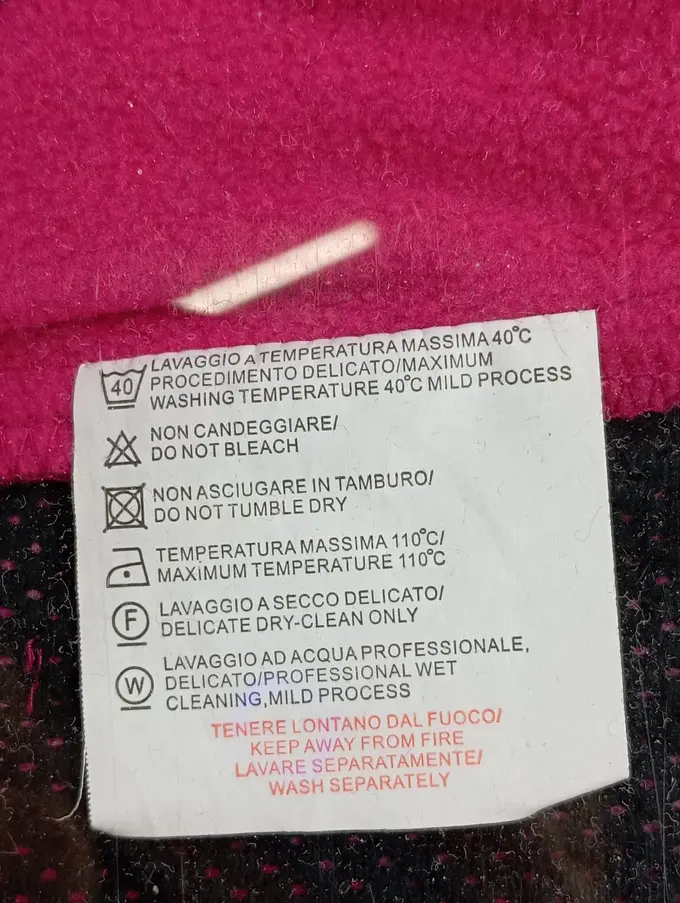 40
LAVAGGIO A TEMPERATURA MASSIMA 40°C
PROCEDIMENTO DELICATO/MAXIMUM
WASHING TEMPERATURE 40°C MILD PROCESS
NON CANDEGGIARE/
DO NOT BLEACH
NON ASCIUGARE IN TAMBURO/
DO NOT TUMBLE DRY
TEMPERATURA MASSIMA 110°C/
MAXIMUM TEMPERATURE 110°C
F
LAVAGGIO A SECCO DELICATO/
DELICATE DRY-CLEAN ONLY
W
LAVAGGIO AD ACQUA PROFESSIONALE,
DELICATO/PROFESSIONAL WET
CLEANING,MILD PROCESS
TENERE LONTANO DAL FUOCO/
KEEP AWAY FROM FIRE
LAVARE SEPARATAMENTE/
WASH SEPARATELY